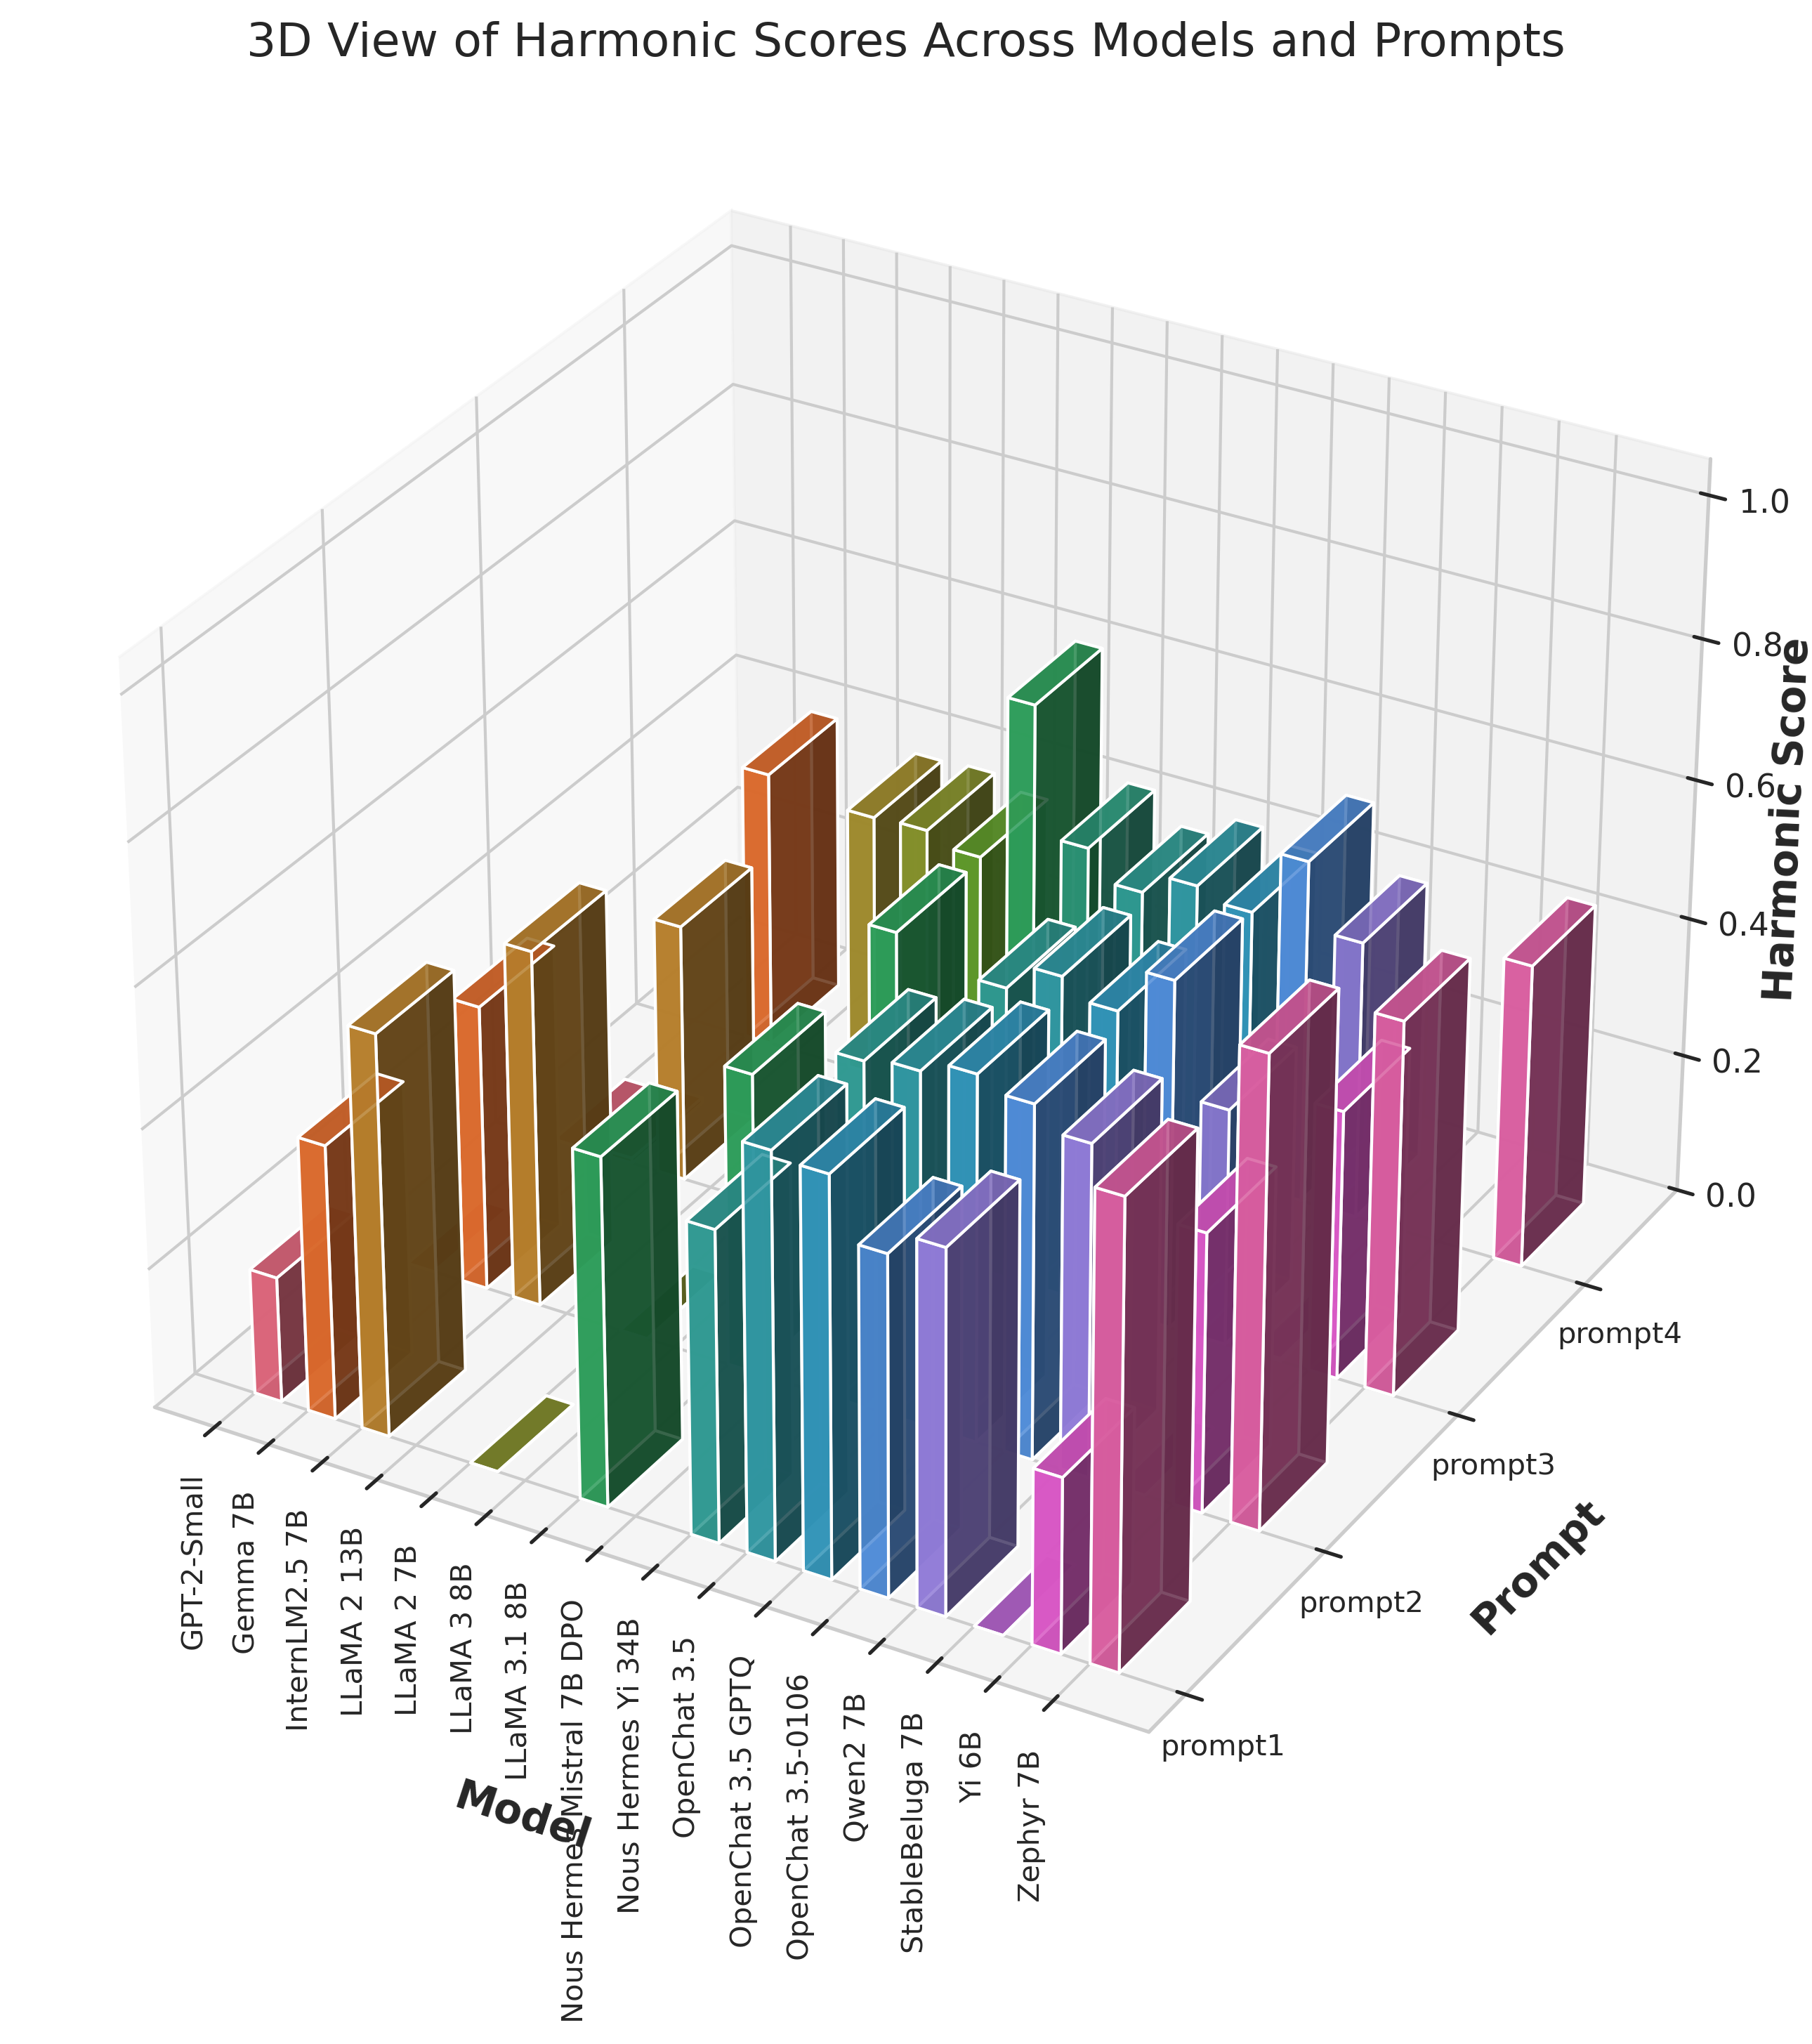 3D View of Harmonic Scores Across Models and Prompts
1.0
0.8
0.6
0.4
0.2
0.0
Harmonic Score
prompt4
prompt3
prompt2
prompt1
Prompt
GPT-2-Small
Gemma 7B
InternLM2.5 7B
LLaMA 2 13B
LLaMA 2 7B
LLaMA 3 8B
LLaMA 3.1 8B
Nous Hermes Mistral 7B DPO
Nous Hermes Yi 34B
OpenChat 3.5
OpenChat 3.5 GPTQ
OpenChat 3.5-0106
Qwen2 7B
StableBeluga 7B
Yi 6B
Zephyr 7B
Model